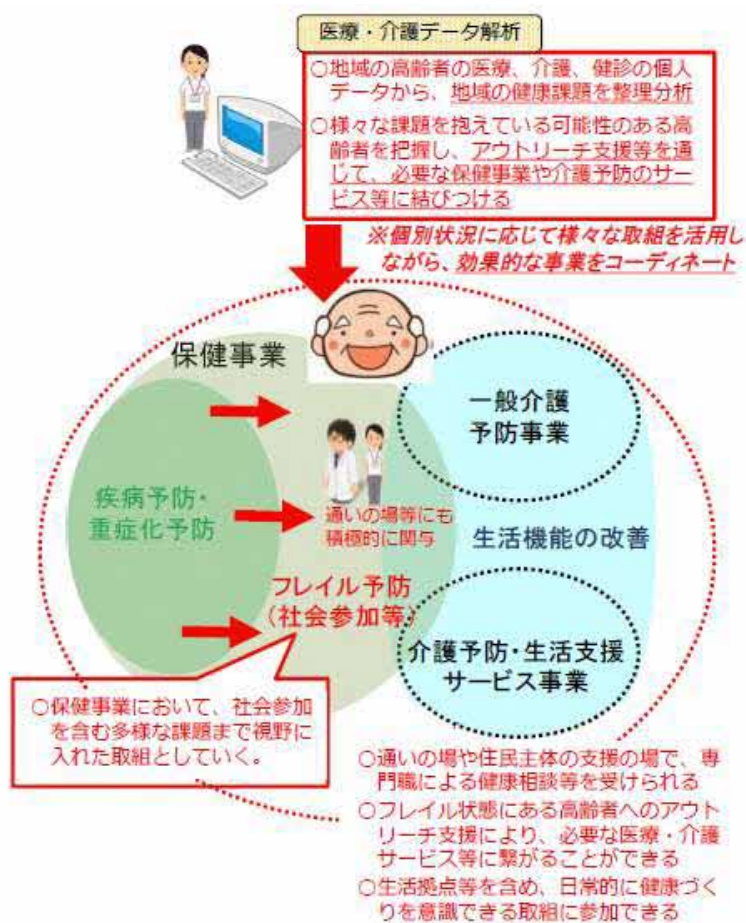 医療・介護データ解析
○地域の高齢者の医療、介護、健診の個人
データから、地域の健康課題を整理分析
○様々な課題を抱えている可能性のある高
齢者を把握し、アウトリーチ支援等を通
じて、必要な保健事業や介護予防のサー
ビス等に結びつける
※個別状況に応じて様々な取組を活用し
ながら、効果的な事業をコーディネート
保健事業
一般介護
予防事業
疾病予防・
重症化予防
通いの場等にも
積極的に関与
生活機能の改善
フレイル予防
(社会参加等)
介護予防・生活支援
サービス事業
○保健事業において、社会参加
を含む多様な課題まで視野に
入れた取組としていく。
○通いの場や住民主体の支援の場で、専
門職による健康相談等を受けられる
○フレイル状態にある高齢者へのアウト
リーチ支援により、必要な医療・介護
サービス等に繋がることができる
○生活拠点等を含め、日常的に健康づく
りを意識できる取組に参加できる